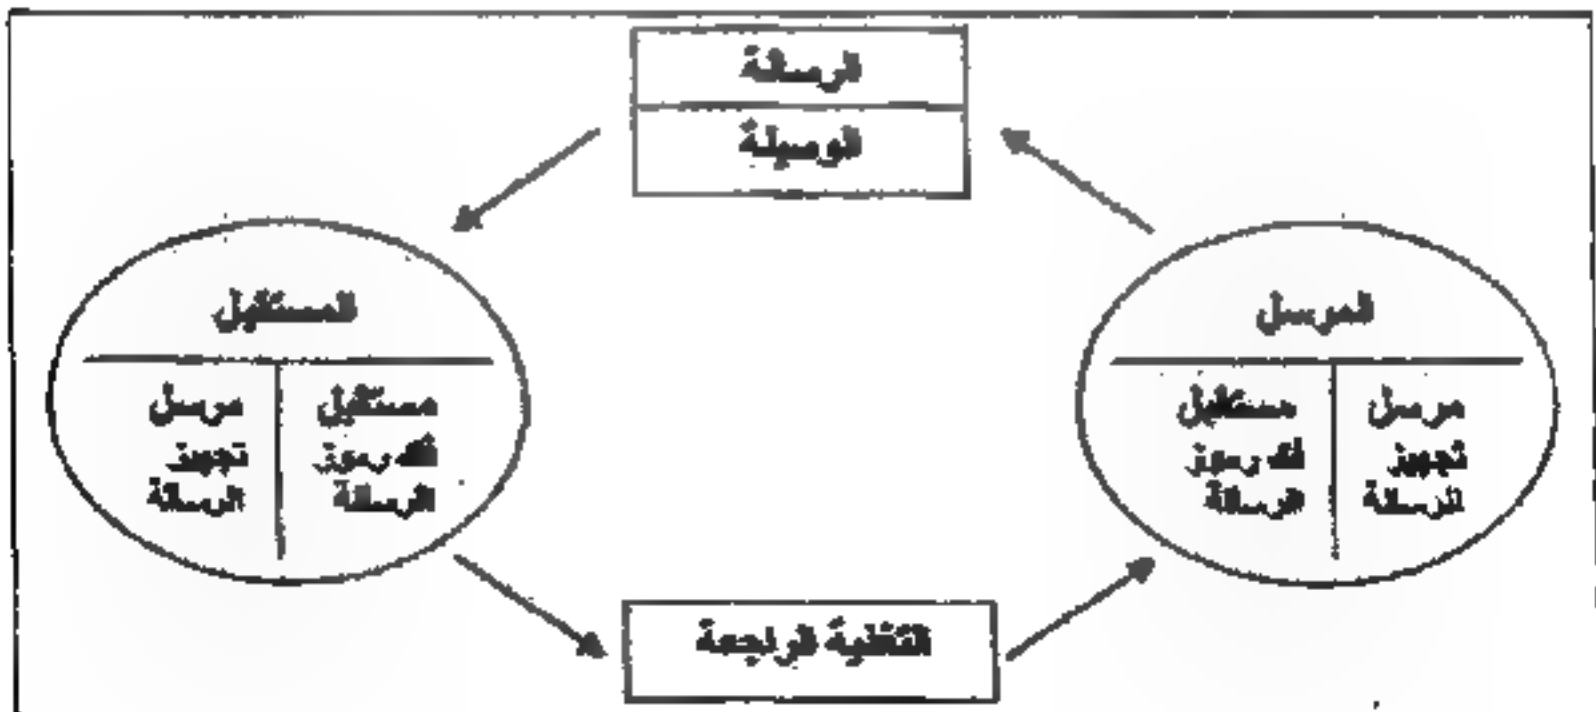 الرسالة
الوسيلة
المرسل
مرسل
تجهيز
الرسالة
مستقبل
فك رموز
الرسالة
المستقبل
مستقبل
فك رموز
الرسالة
مرسل
تجهيز
الرسالة
التغذية الراجعة